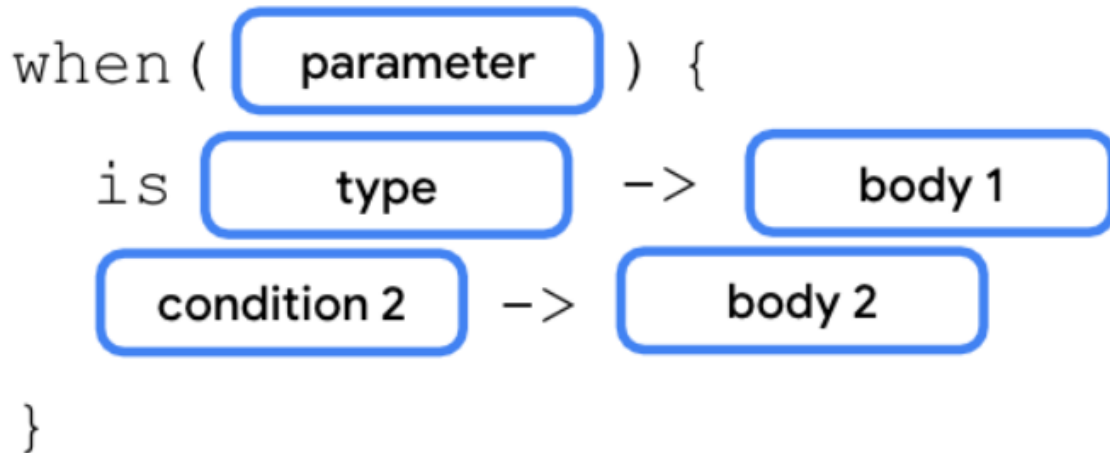 when( parameter ) {
is type -> body 1
condition 2 -> body 2
}